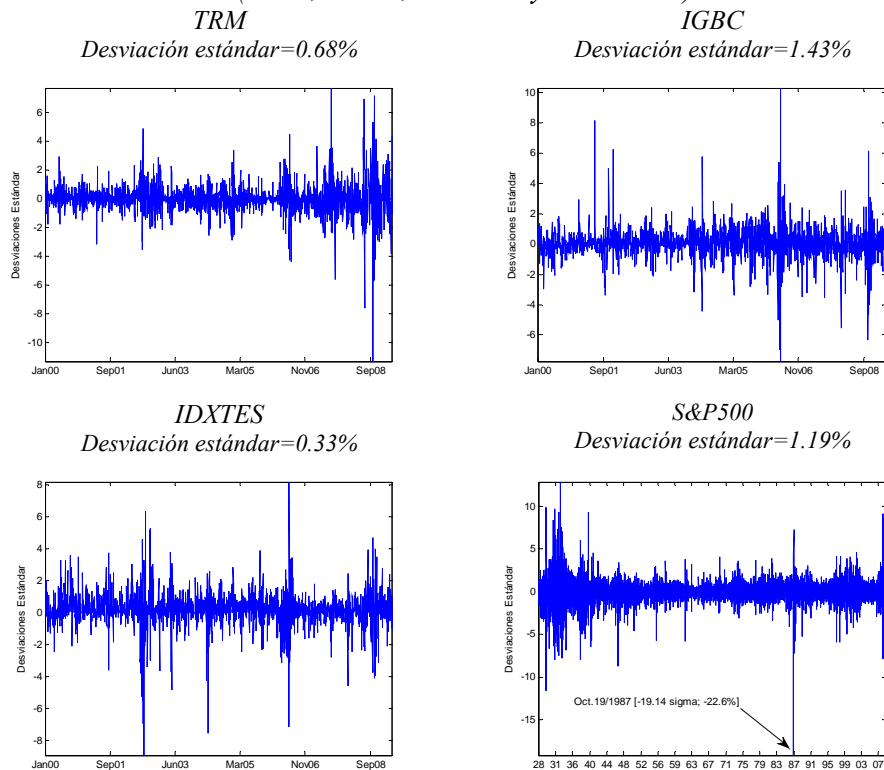 TRM
Desviación estándar=0.68%
IGBC
Desviación estándar=1.43%
Desviaciones Estándar
6
4
2
0
-2
-4
-6
-8
-10
Jan00 Sep01 Jun03 Mar05 Nov06 Sep08
Desviaciones Estándar
10
8
6
4
2
0
-2
-4
-6
Jan00 Sep01 Jun03 Mar05 Nov06 Sep08
IDXTES
Desviación estándar=0.33%
S&P500
Desviación estándar=1.19%
Desviaciones Estándar
8
6
4
2
0
-2
-4
-6
-8
Jan00 Sep01 Jun03 Mar05 Nov06 Sep08
Desviaciones Estándar
10
5
0
-5
-10
-15
Oct.19/1987 [-19.14 sigma; -22.6%]
28 31 36 40 44 48 52 56 59 63 67 71 75 79 83 87 91 95 99 03 07